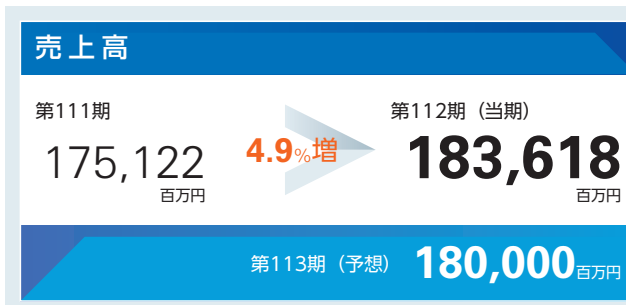 売上高
第111期
175,122
百万円
4.9%増
第112期（当期）
183,618
百万円
第113期（予想） 180,000百万円